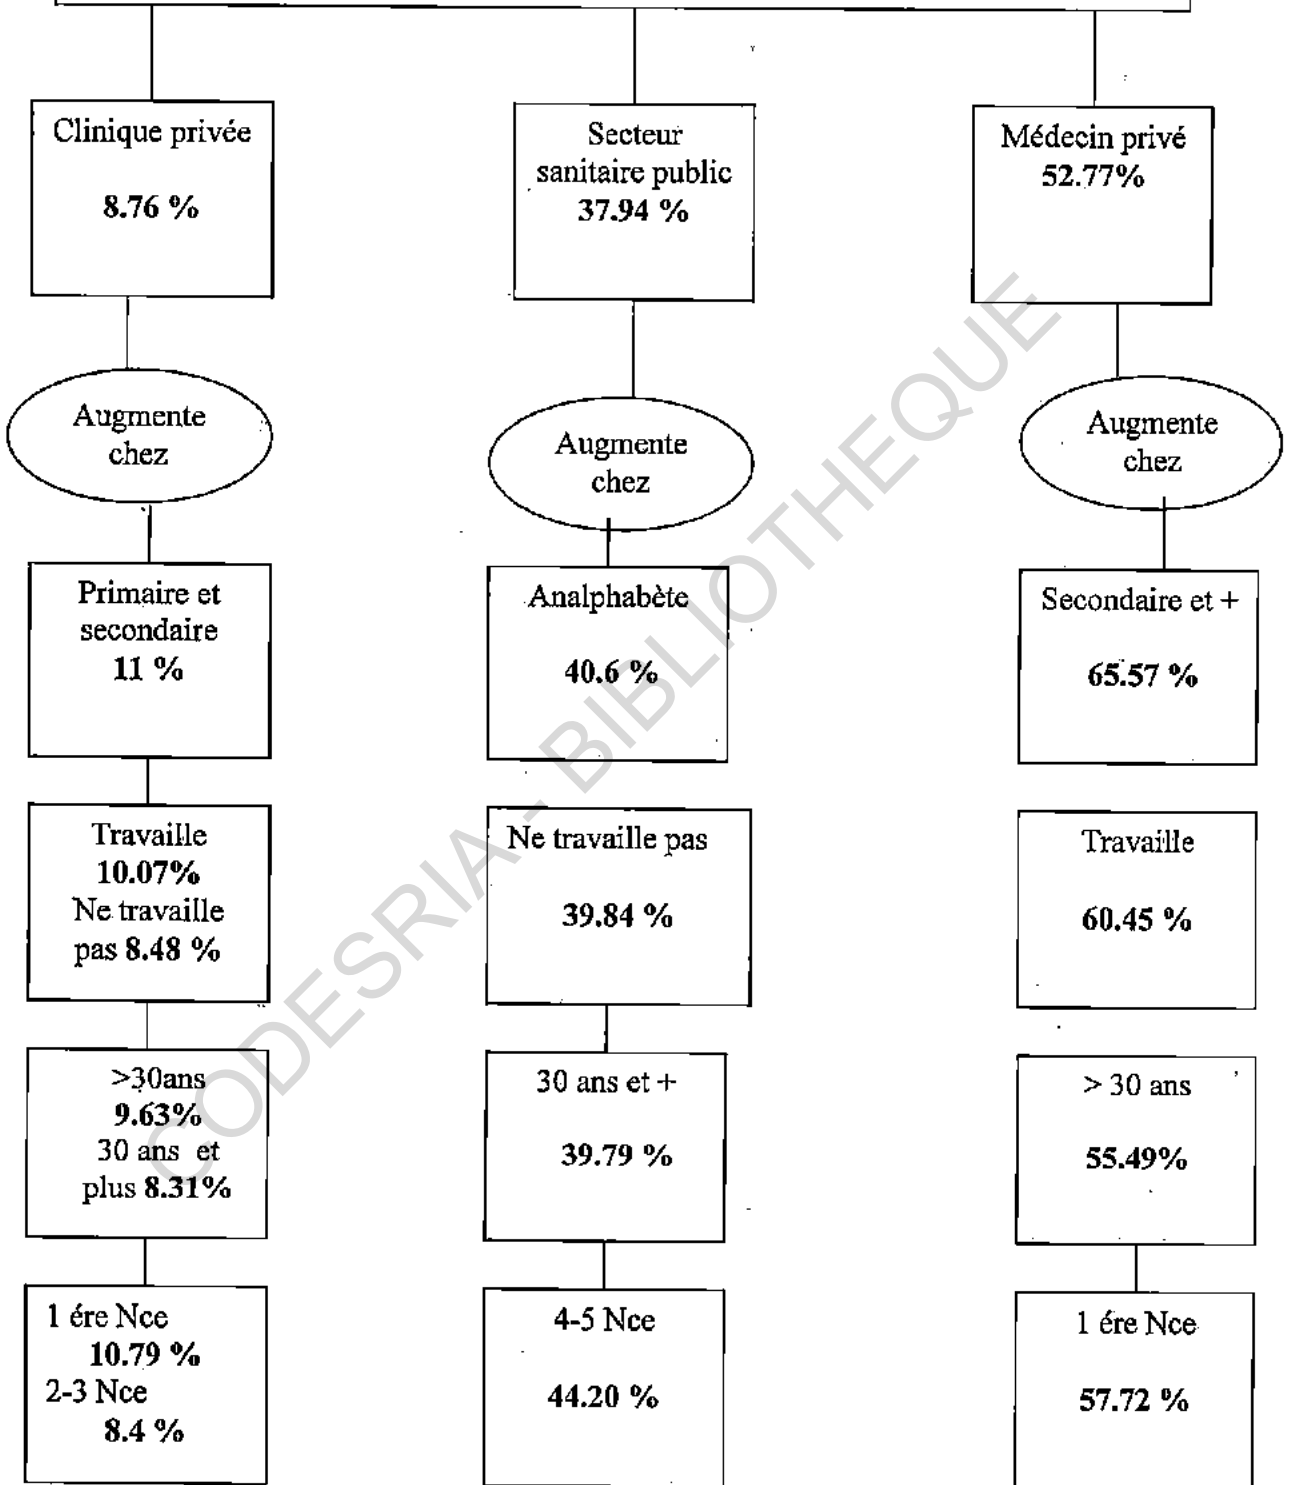 Clinique privée
8.76 %
Secteur
sanitaire public
37.94 %
Médecin privé
52.77%
Augmente
chez
Augmente
chez
Augmente
chez
Primaire et
secondaire
11 %
Analphabète
40.6 %
Secondaire et +
65.57 %
Travaille
10.07%
Ne travaille
pas 8.48 %
Ne travaille pas
39.84 %
Travaille
60.45 %
>30ans
9.63%
30 ans et
plus 8.31%
30 ans et +
39.79 %
> 30 ans
55.49%
1 ére Nce
10.79 %
2-3 Nce
8.4 %
4-5 Nce
44.20 %
1 ére Nce
57.72 %
CODESRIA - BIBLIOTHEQUE